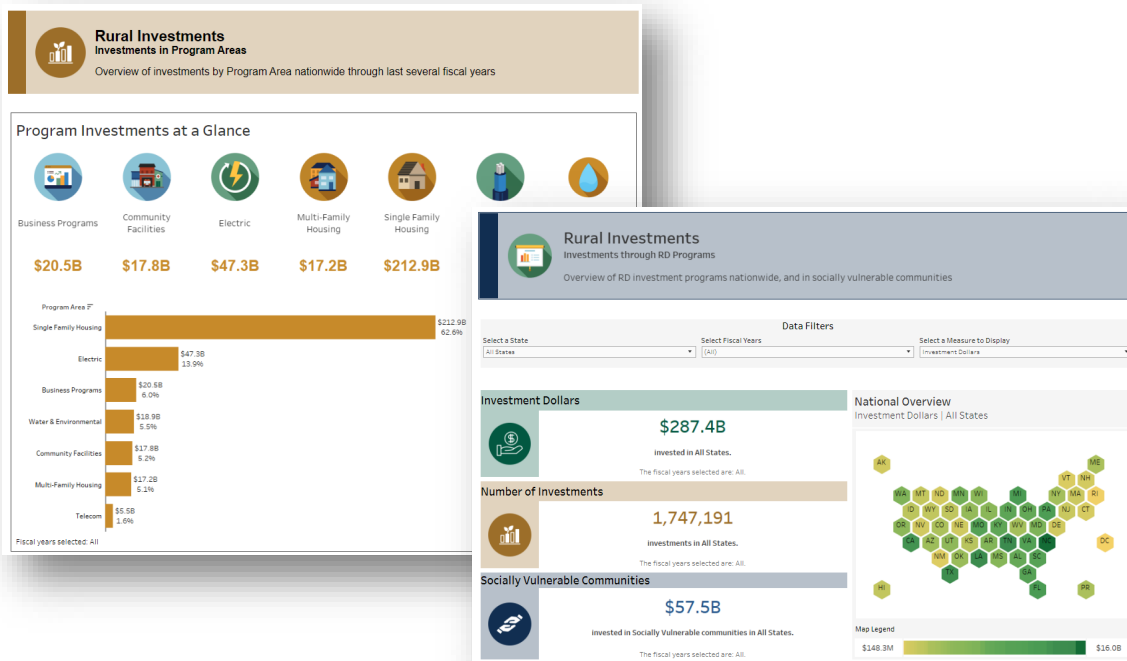 Rural Investments
Investments in Program Areas
Overview of investments by Program Area nationwide through last several fiscal years
Program Investments at a Glance
Business Programs
Community
Facilities
Electric
Multi-Family
Housing
Single Family
Housing
$20.5B
$17.8B
$47.3B
$17.2B
$212.9B
Program Area
Single Family Housing
$212.9B
62.6%
Electric
$47.3B
13.9%
Business Programs
$20.5B
6.0%
Water & Environmental
$18.9B
5.5%
Community Facilities
$17.8B
5.2%
Multi-Family Housing
$17.2B
5.1%
Telecom
$5.5B
1.6%
Fiscal years selected: All
Rural Investments
Investments through RD Programs
Overview of RD investment programs nationwide, and in socially vulnerable communities
Data Filters
Select a State
Select Fiscal Years
Select a Measure to Display
All States
(All)
Investment Dollars
Investment Dollars
$287.4B
invested in All States.
The fiscal years selected are: All.
Number of Investments
1,747,191
investments in All States.
The fiscal years selected are: All.
Socially Vulnerable Communities
$57.5B
invested in Socially Vulnerable communities in All States.
The fiscal years selected are: All.
National Overview
Investment Dollars | All States
AK ME
VT NH
WA MT ND MN WI MI NY MA RI
ID WY SD IA IL IN OH PA NJ CT
OR NV CO NE MO KY WV MD DE
CA AZ UT KS AR TN VA NC DC
NM OK LA MS AL SC
TX GA
HI FL PR
Map Legend
$148.3M
$16.0B